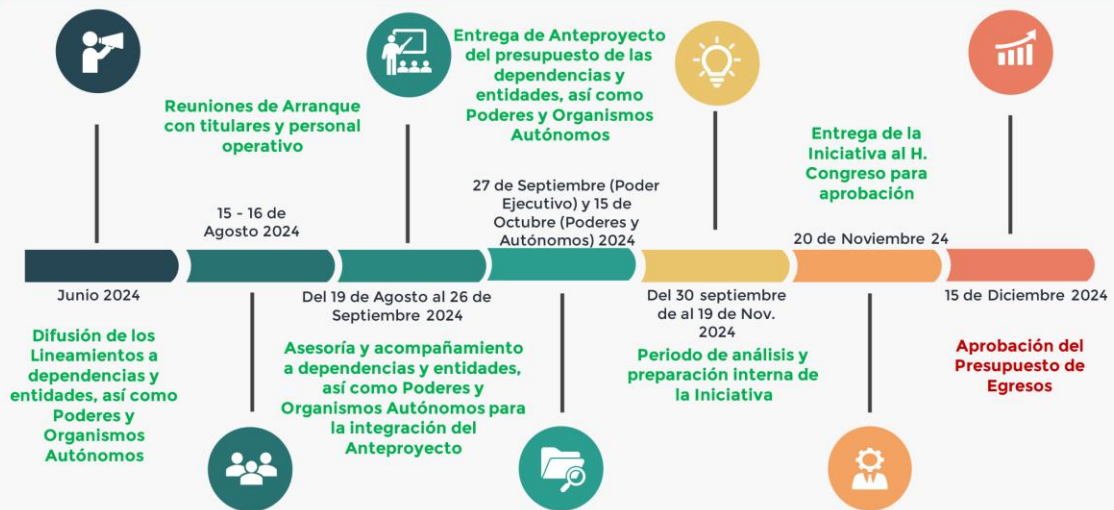 Junio 2024
Difusión de los
Lineamientos a
dependencias y
entidades, así como
Poderes y
Organismos
Autónomos
Reuniones de Arranque
con titulares y personal
operativo
15 - 16 de
Agosto 2024
Del 19 de Agosto al 26 de
Septiembre 2024
Asesoría y acompañamiento
a dependencias y entidades,
así como Poderes y
Organismos Autónomos para
la integración del
Anteproyecto
Entrega de Anteproyecto
del presupuesto de las
dependencias y
entidades, así como
Poderes y Organismos
Autónomos
27 de Septiembre (Poder
Ejecutivo) y 15 de
Octubre (Poderes y
Autónomos) 2024
Del 30 septiembre
de al 19 de Nov.
2024
Periodo de análisis y
preparación interna de
la Iniciativa
Entrega de la
Iniciativa al H.
Congreso para
aprobación
20 de Noviembre 24
15 de Diciembre 2024
Aprobación del
Presupuesto de
Egresos